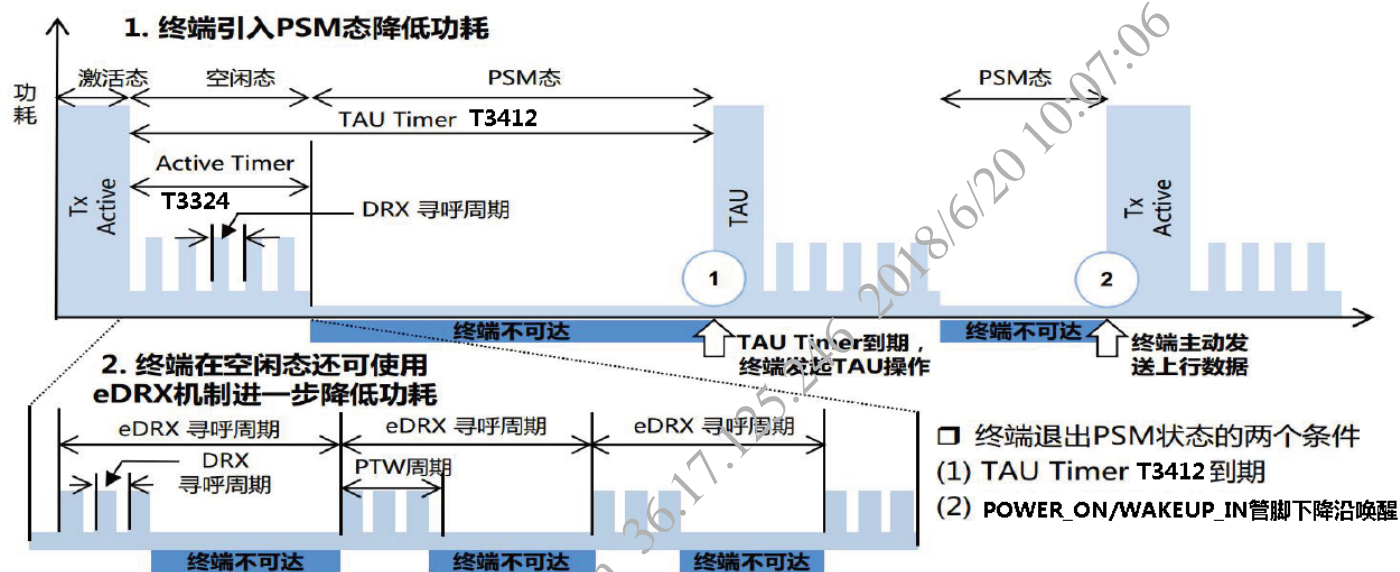 1. 终端引入PSM态降低功耗
功耗
激活态
空闲态
PSM态
PSM态
TAU Timer T3412
Active Timer
T3324
DRX 寻呼周期
Tx Active
TAU
Tx Active
1
2
终端不可达
终端不可达
TAU Timer到期，
终端发起TAU操作
终端主动发
送上行数据
2. 终端在空闲态还可使用
eDRX机制进一步降低功耗
eDRX 寻呼周期
eDRX 寻呼周期
eDRX 寻呼周期
DRX
寻呼周期
PTW周期
终端不可达
终端不可达
终端不可达
终端退出PSM状态的两个条件
(1) TAU Timer T3412到期
(2) POWER_ON/WAKEUP_IN管脚下降沿唤醒
36.17.125.246 2018/6/20 10:07:06